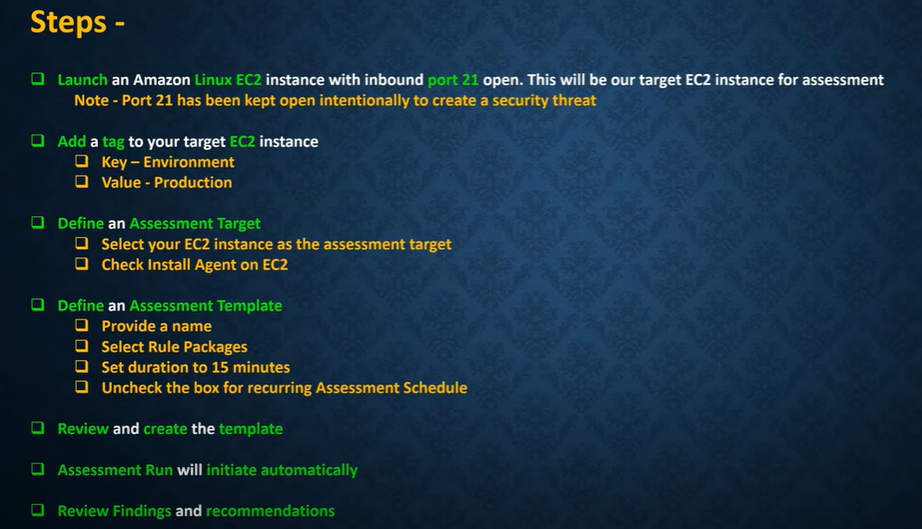 Steps -
Launch an Amazon Linux EC2 instance with inbound port 21 open. This will be our target EC2 instance for assessment
Note - Port 21 has been kept open intentionally to create a security threat
Add a tag to your target EC2 instance
Key – Environment
Value - Production
Define an Assessment Target
Select your EC2 instance as the assessment target
Check Install Agent on EC2
Define an Assessment Template
Provide a name
Select Rule Packages
Set duration to 15 minutes
Uncheck the box for recurring Assessment Schedule
Review and create the template
Assessment Run will initiate automatically
Review Findings and recommendations